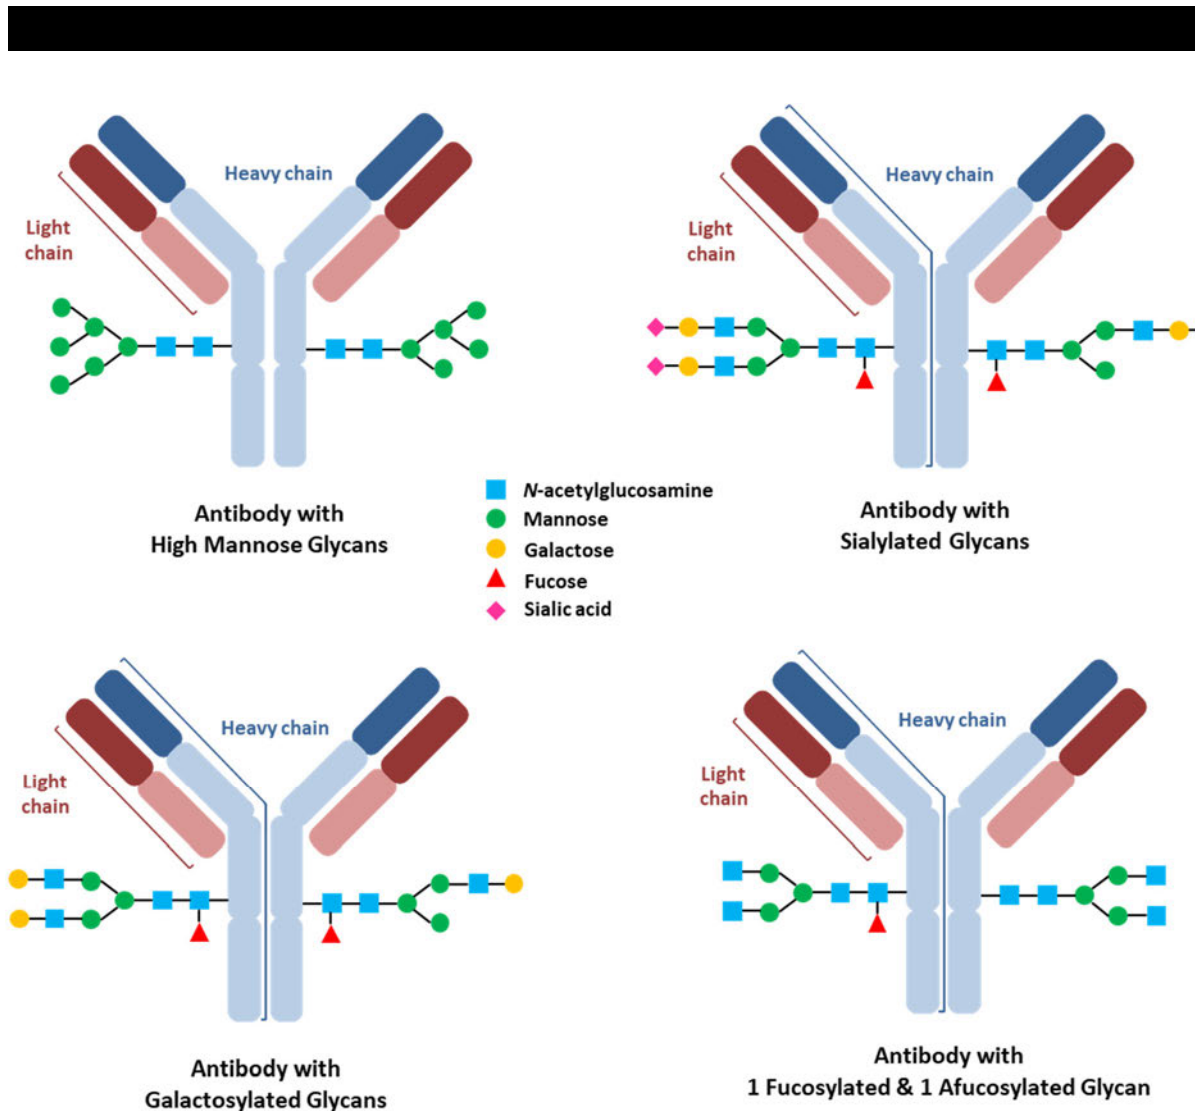 Heavy chain
Light
chain
Antibody with
High Mannose Glycans
Heavy chain
Light
chain
Antibody with
Sialylated Glycans
N-acetylglucosamine
Mannose
Galactose
Fucose
Sialic acid
Heavy chain
Light
chain
Antibody with
Galactosylated Glycans
Heavy chain
Light
chain
Antibody with
1 Fucosylated & 1 Afucosylated Glycan